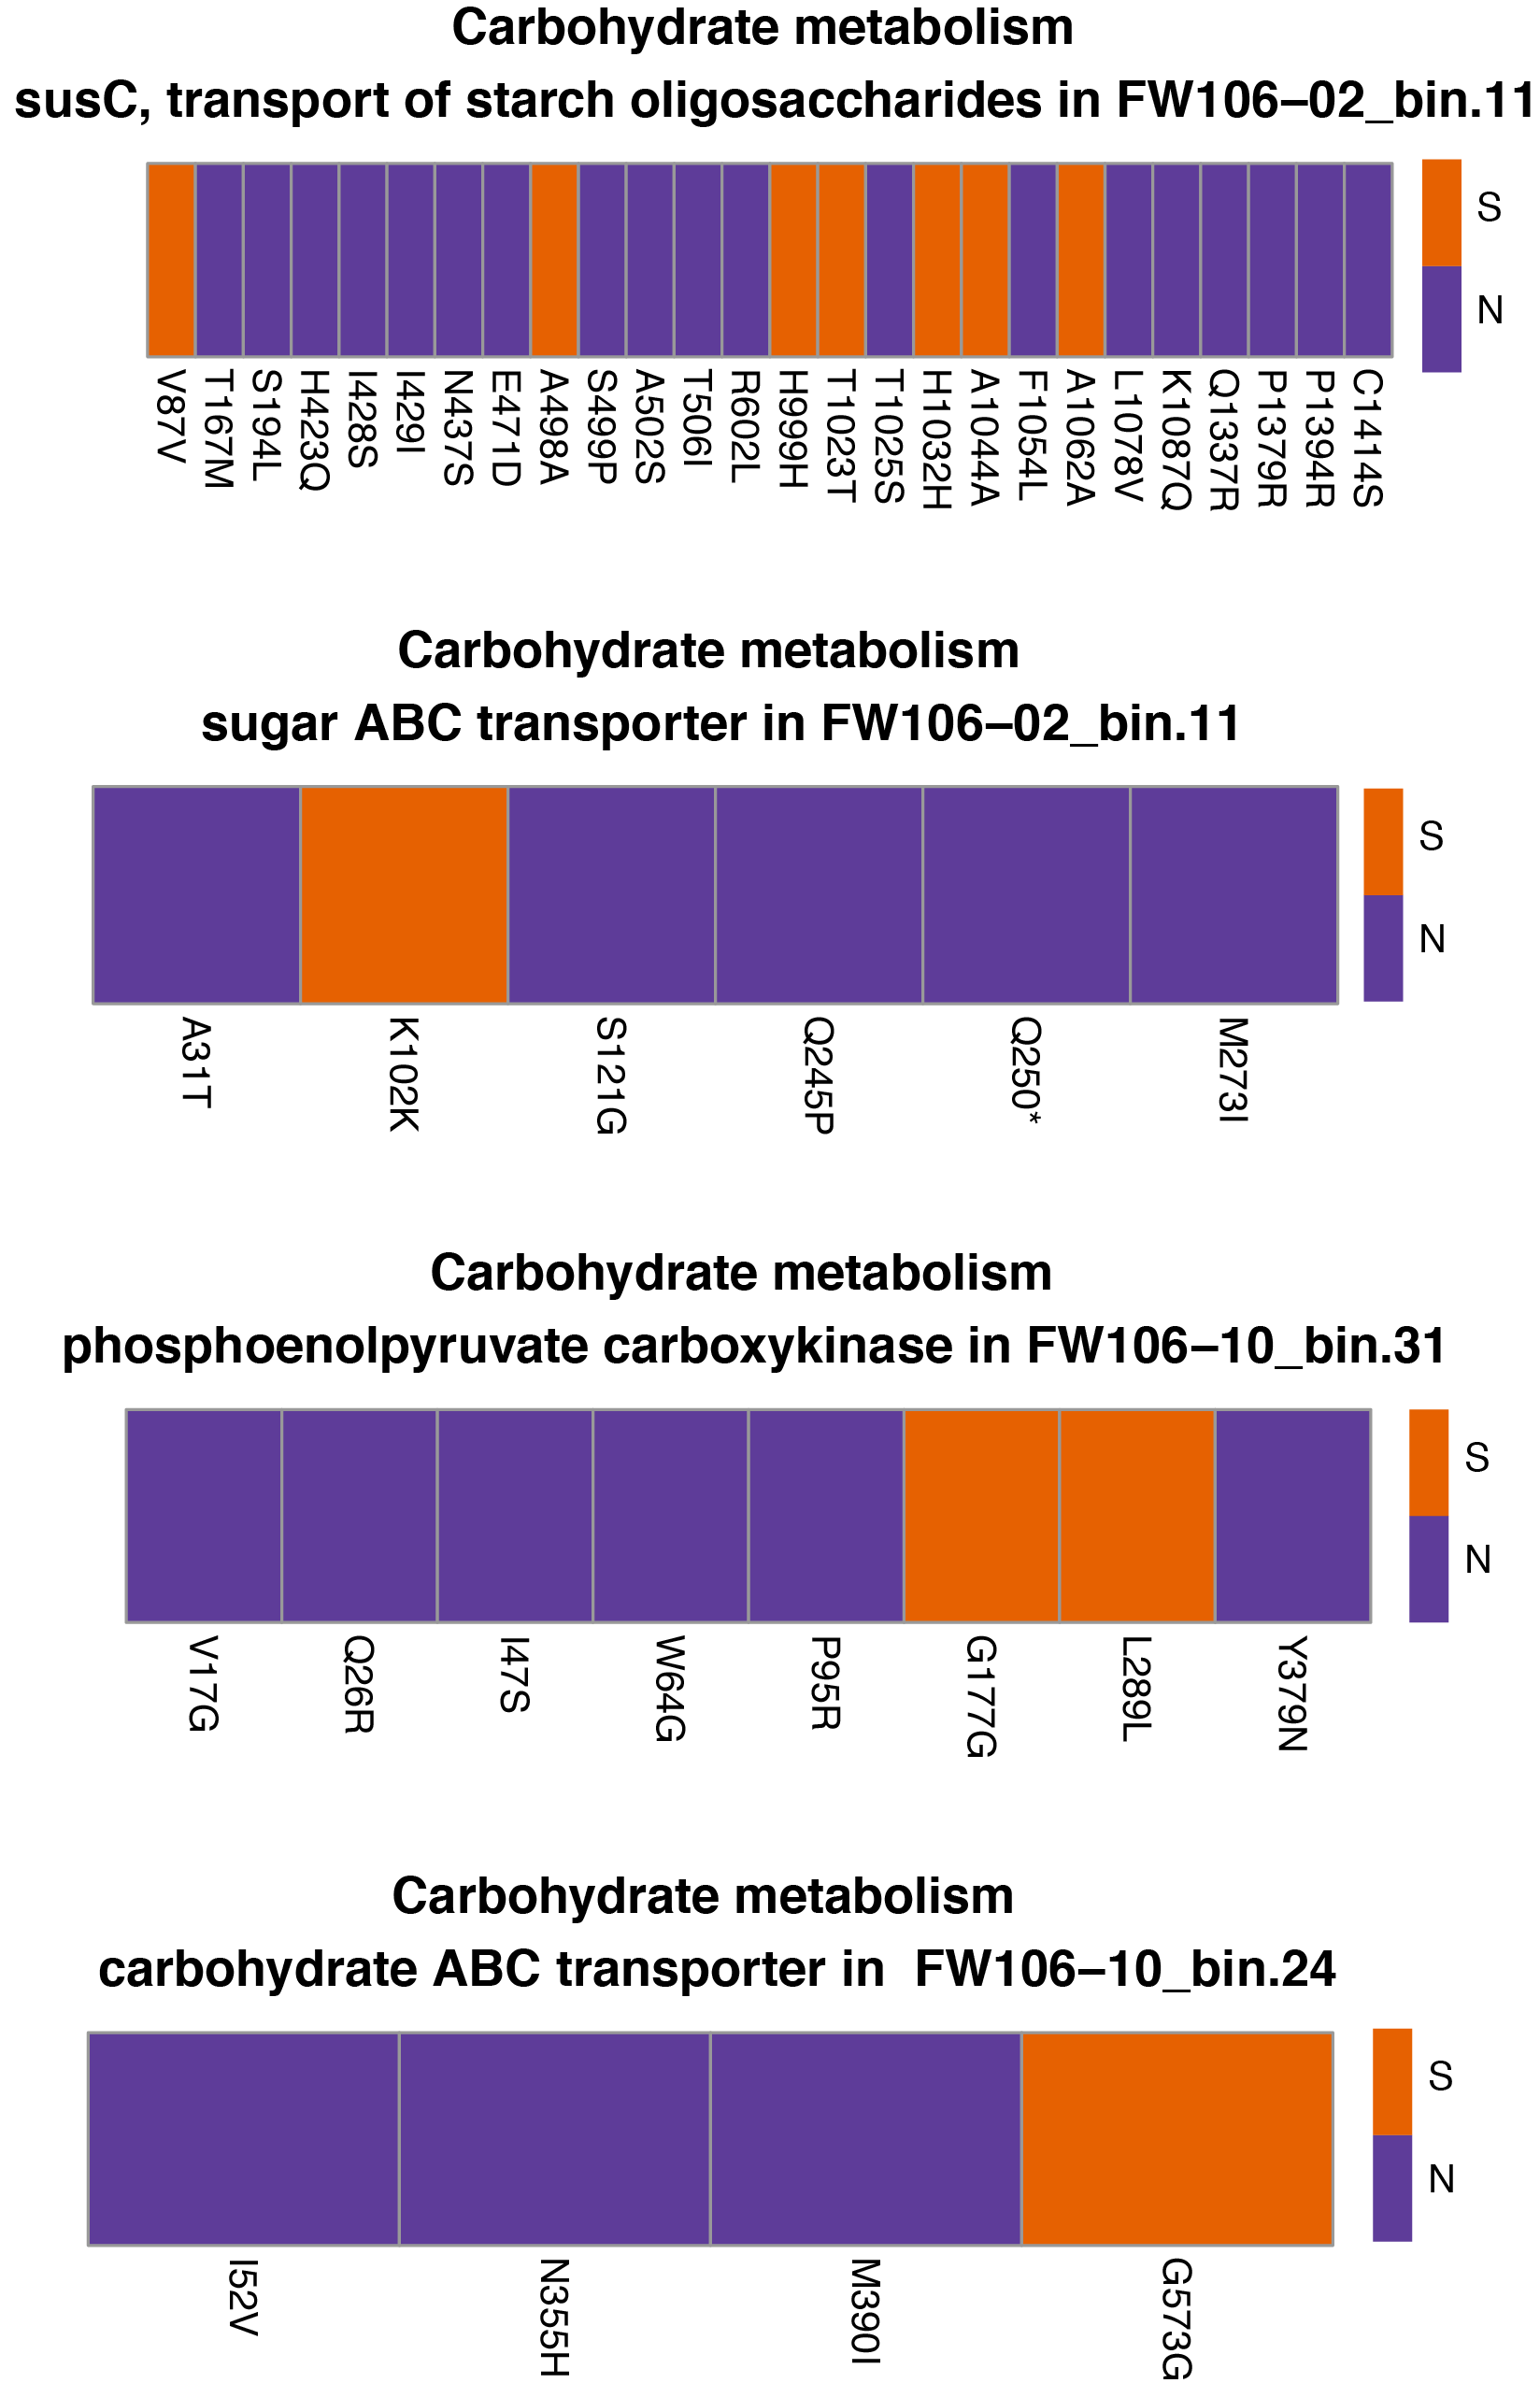 Carbohydrate metabolism
susC, transport of starch oligosaccharides in FW106−02_bin.11
S
N
V87V
T167M
S194L
H423Q
I428S
I429I
N437S
E471D
A498A
S499P
A502S
T506I
R602L
H999H
T1023T
T1025S
H1032H
A1044A
F1054L
A1062A
L1078V
K1087Q
Q1337R
P1379R
P1394R
C1414S
Carbohydrate metabolism
sugar ABC transporter in FW106−02_bin.11
S
N
A31T
K102K
S121G
Q245P
Q250*
M273I
Carbohydrate metabolism
phosphoenolpyruvate carboxykinase in FW106−10_bin.31
S
N
V17G
Q26R
I47S
W64G
P95R
G177G
L289L
Y379N
Carbohydrate metabolism
carbohydrate ABC transporter in  FW106−10_bin.24
S
N
I52V
N355H
M390I
G573G